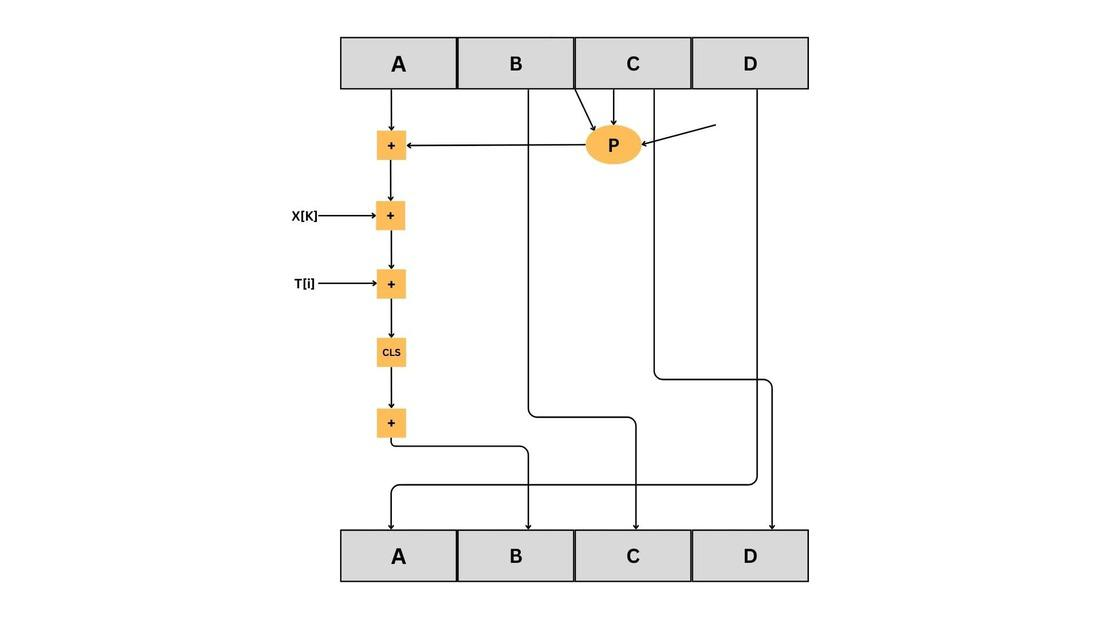 A B C D
+ P
X[K] +
T[i] +
CLS
+
A B C D